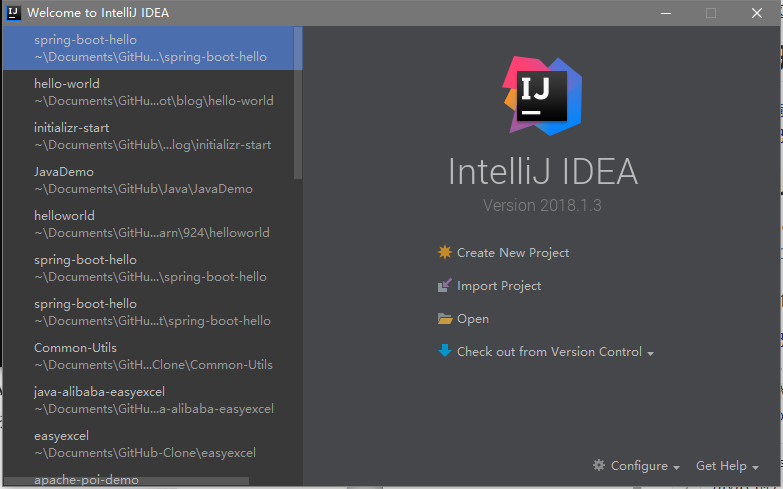 IJ Welcome to IntelliJ IDEA
spring-boot-hello
~\Documents\GitHu...\spring-boot-hello
hello-world
~\Documents\GitHu...ot\blog\hello-world
initializr-start
~\Documents\GitHub\...log\initializr-start
JavaDemo
~\Documents\GitHub\Java\JavaDemo
helloworld
~\Documents\GitHu...arn\924\helloworld
spring-boot-hello
~\Documents\GitHu...\spring-boot-hello
spring-boot-hello
~\Documents\GitHu...t\spring-boot-hello
Common-Utils
~\Documents\GitH...Clone\Common-Utils
java-alibaba-easyexcel
~\Documents\GitHu...a-alibaba-easyexcel
easyexcel
~\Documents\GitHub-Clone\easyexcel
apache-poi-demo
IJ
IntelliJ IDEA
Version 2018.1.3
Create New Project
Import Project
Open
Check out from Version Control
Configure
Get Help